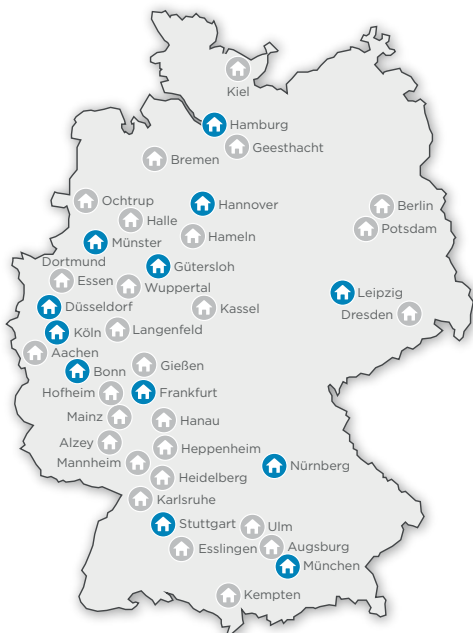 Kiel
Hamburg
Geesthacht
Bremen
Ochtrup
Hannover
Berlin
Halle
Potsdam
Hameln
Münster
Dortmund
Gütersloh
Essen
Wuppertal
Leipzig
Düsseldorf
Kassel
Dresden
Köln
Langenfeld
Aachen
Gießen
Bonn
Hofheim
Frankfurt
Mainz
Hanau
Alzey
Heppenheim
Mannheim
Nürnberg
Heidelberg
Karlsruhe
Stuttgart
Ulm
Esslingen
Augsburg
München
Kempten